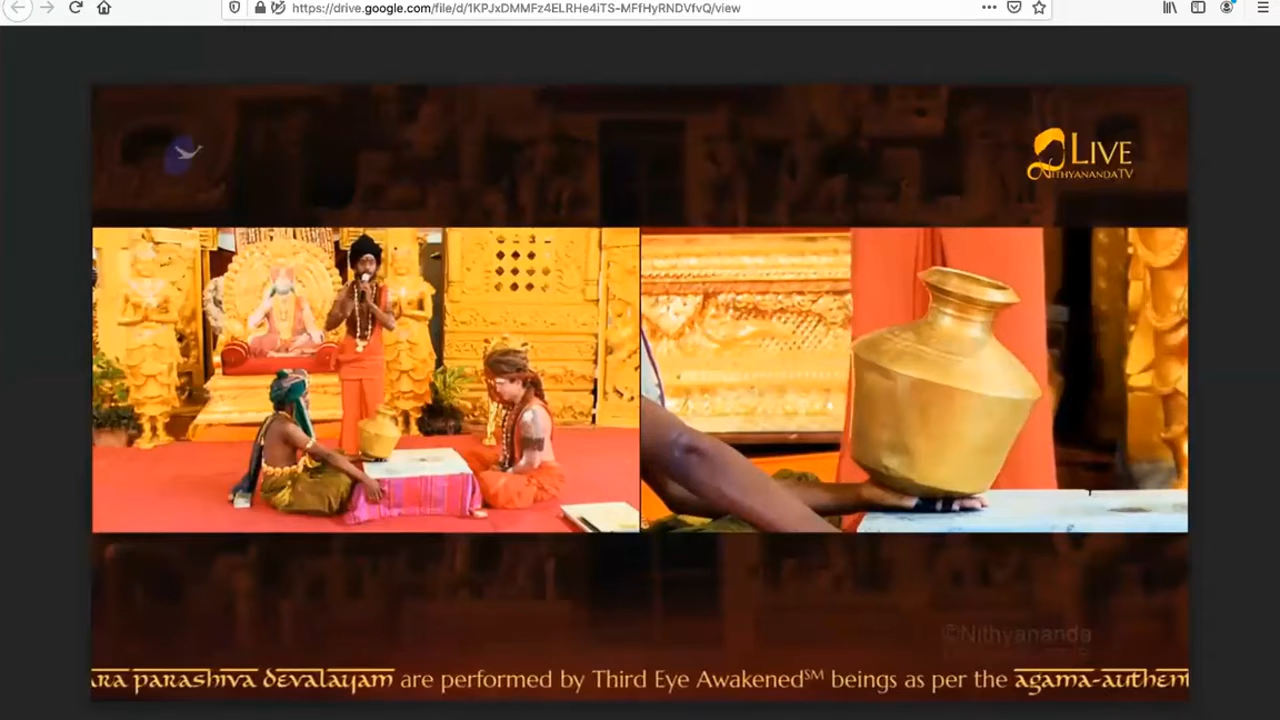 https://drive.google.com/file/d/1KPJxDMMFz4ELRHe4iTS-MFfHyRNDVfvQ/view
LIVE
NITHYANANDATV
©Nithyananda
ara parashiva devalayam are performed by Third Eye Awakened℠ beings as per the agama-authen